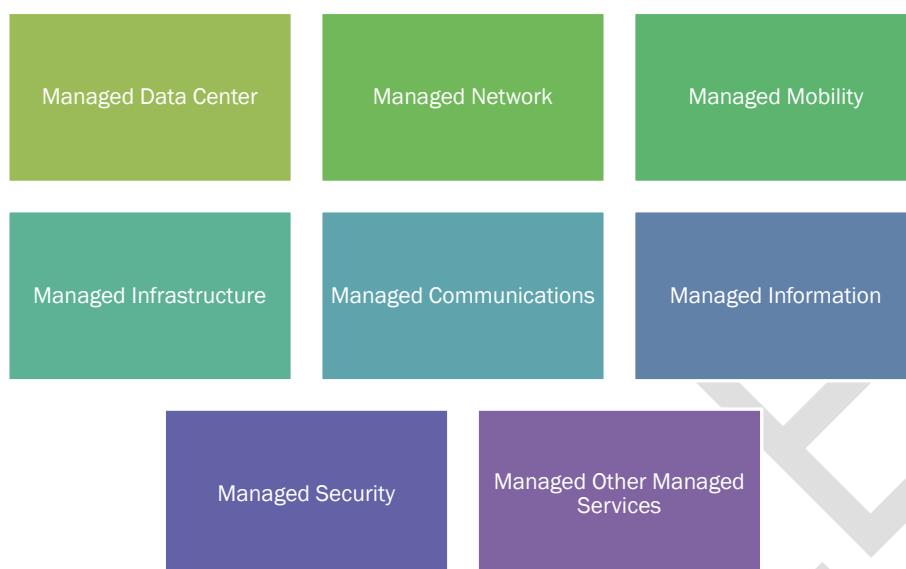 Managed Data Center
Managed Network
Managed Mobility
Managed Infrastructure
Managed Communications
Managed Information
Managed Security
Managed Other Managed
Services